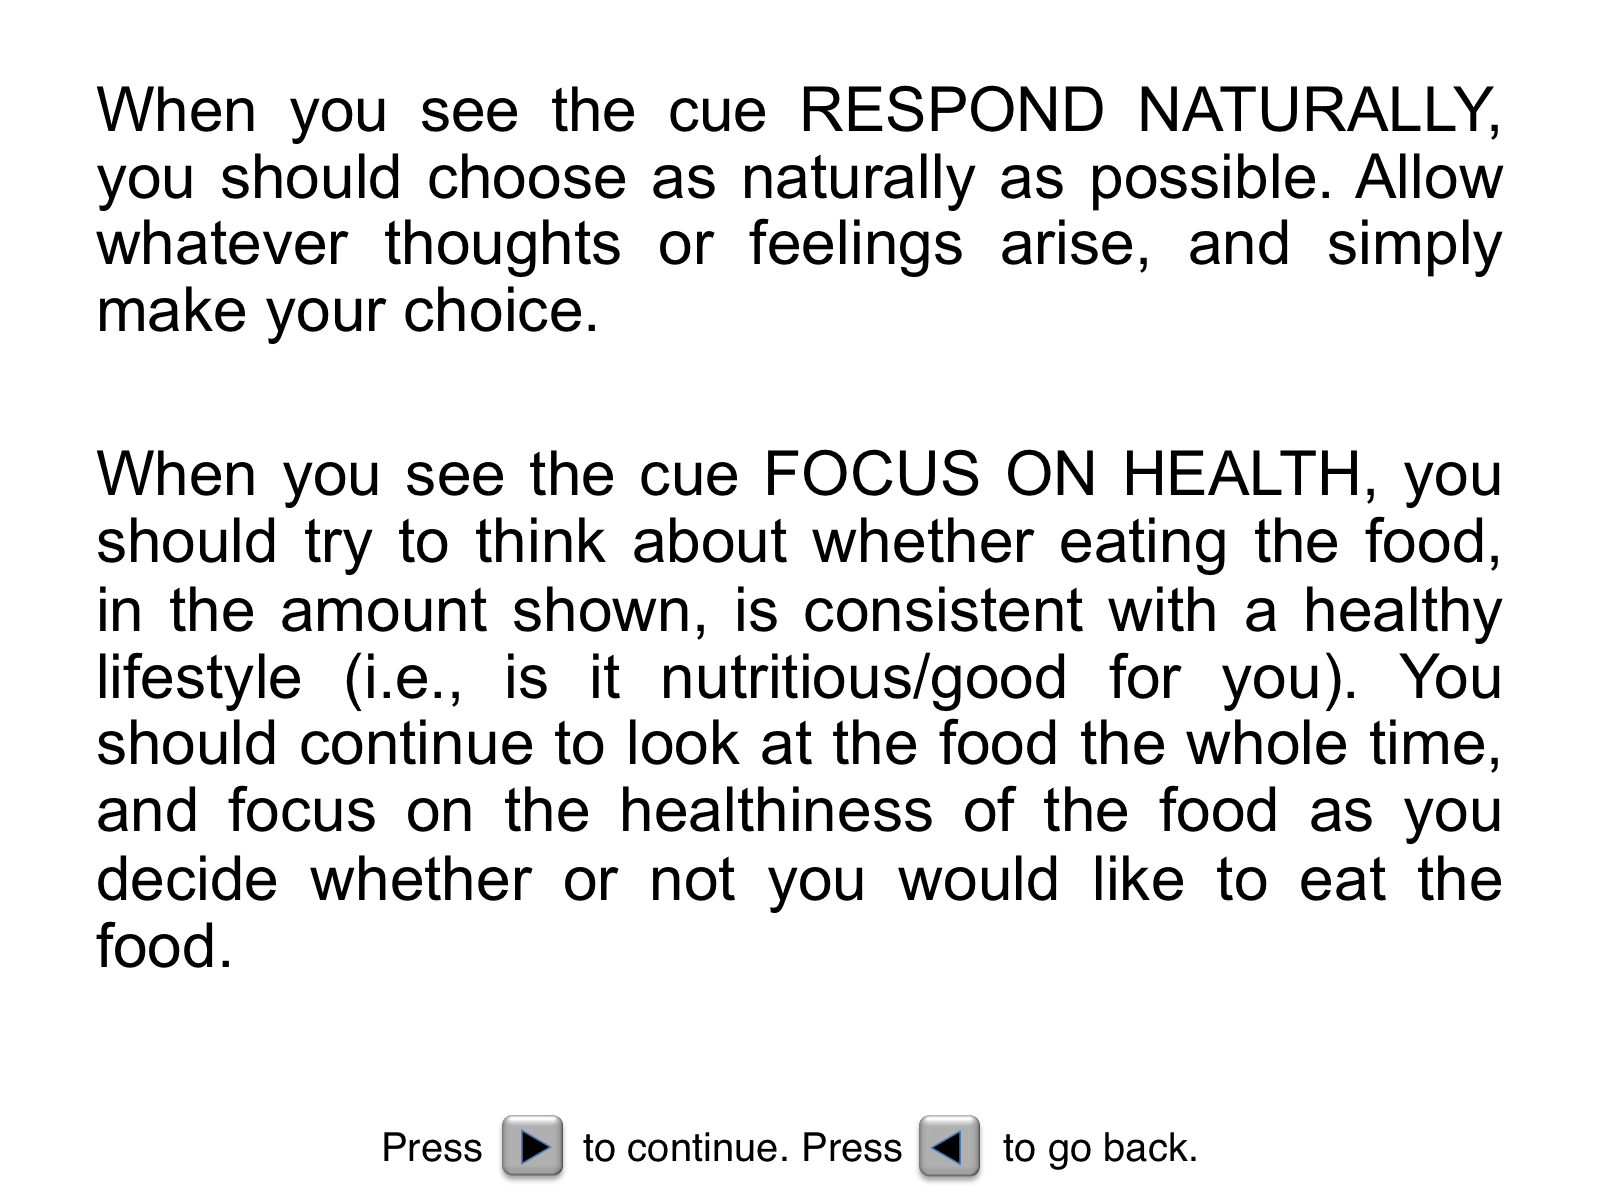 When you see the cue RESPOND NATURALLY,
you should choose as naturally as possible. Allow
whatever thoughts or feelings arise, and simply
make your choice.
When you see the cue FOCUS ON HEALTH, you
should try to think about whether eating the food,
in the amount shown, is consistent with a healthy
lifestyle (i.e., is it nutritious/good for you). You
should continue to look at the food the whole time,
and focus on the healthiness of the food as you
decide whether or not you would like to eat the
food.
Press to continue. Press to go back.